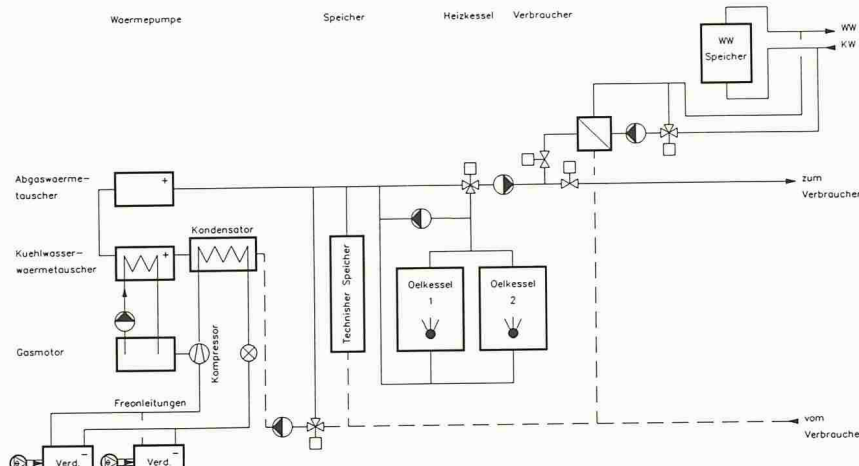 Waermepumpe
Speicher
Heizkessel
Verbraucher
WW
Speicher
WW
KW
Abgaswaerme-
tauscher
+
zum
Verbraucher
Kondensator
Kuehlwasser-
waermetauscher
+
Technisher Speicher
Oelkessel
1
Oelkessel
2
Gasmotor
Kompressor
Freonleitungen
vom
Verbraucher
Verd. -
Verd. -